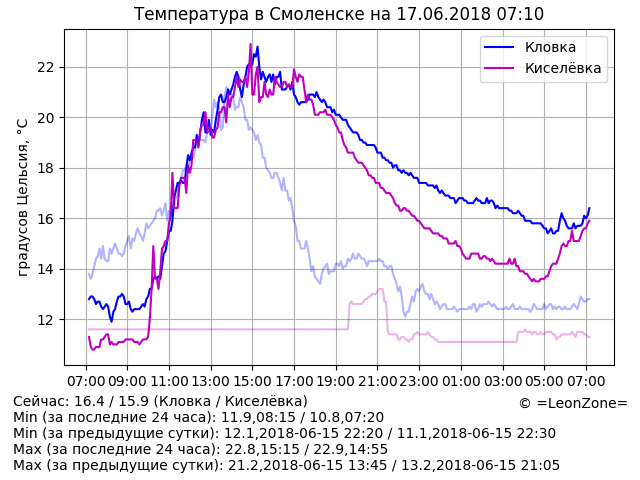 Температура в Смоленске на 17.06.2018 07:10
Кловка
Киселёвка
градусов Цельсия, °C
22
20
18
16
14
12
07:00 09:00 11:00 13:00 15:00 17:00 19:00 21:00 23:00 01:00 03:00 05:00 07:00
Сейчас: 16.4 / 15.9 (Кловка / Киселёвка)
© =LeonZone=
Min (за последние 24 часа): 11.9,08:15 / 10.8,07:20
Min (за предыдущие сутки): 12.1,2018-06-15 22:20 / 11.1,2018-06-15 22:30
Max (за последние 24 часа): 22.8,15:15 / 22.9,14:55
Max (за предыдущие сутки): 21.2,2018-06-15 13:45 / 13.2,2018-06-15 21:05